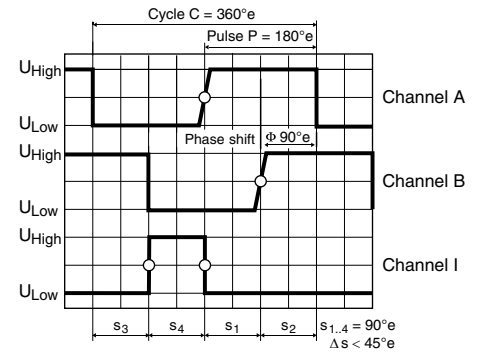 Cycle C = 360°e
Pulse P = 180°e
UHigh
Channel A
ULow
Phase shift
Φ 90°e
UHigh
Channel B
ULow
UHigh
Channel I
ULow
s3
s4
s1
s2
s1..4 = 90°e
Δs < 45°e